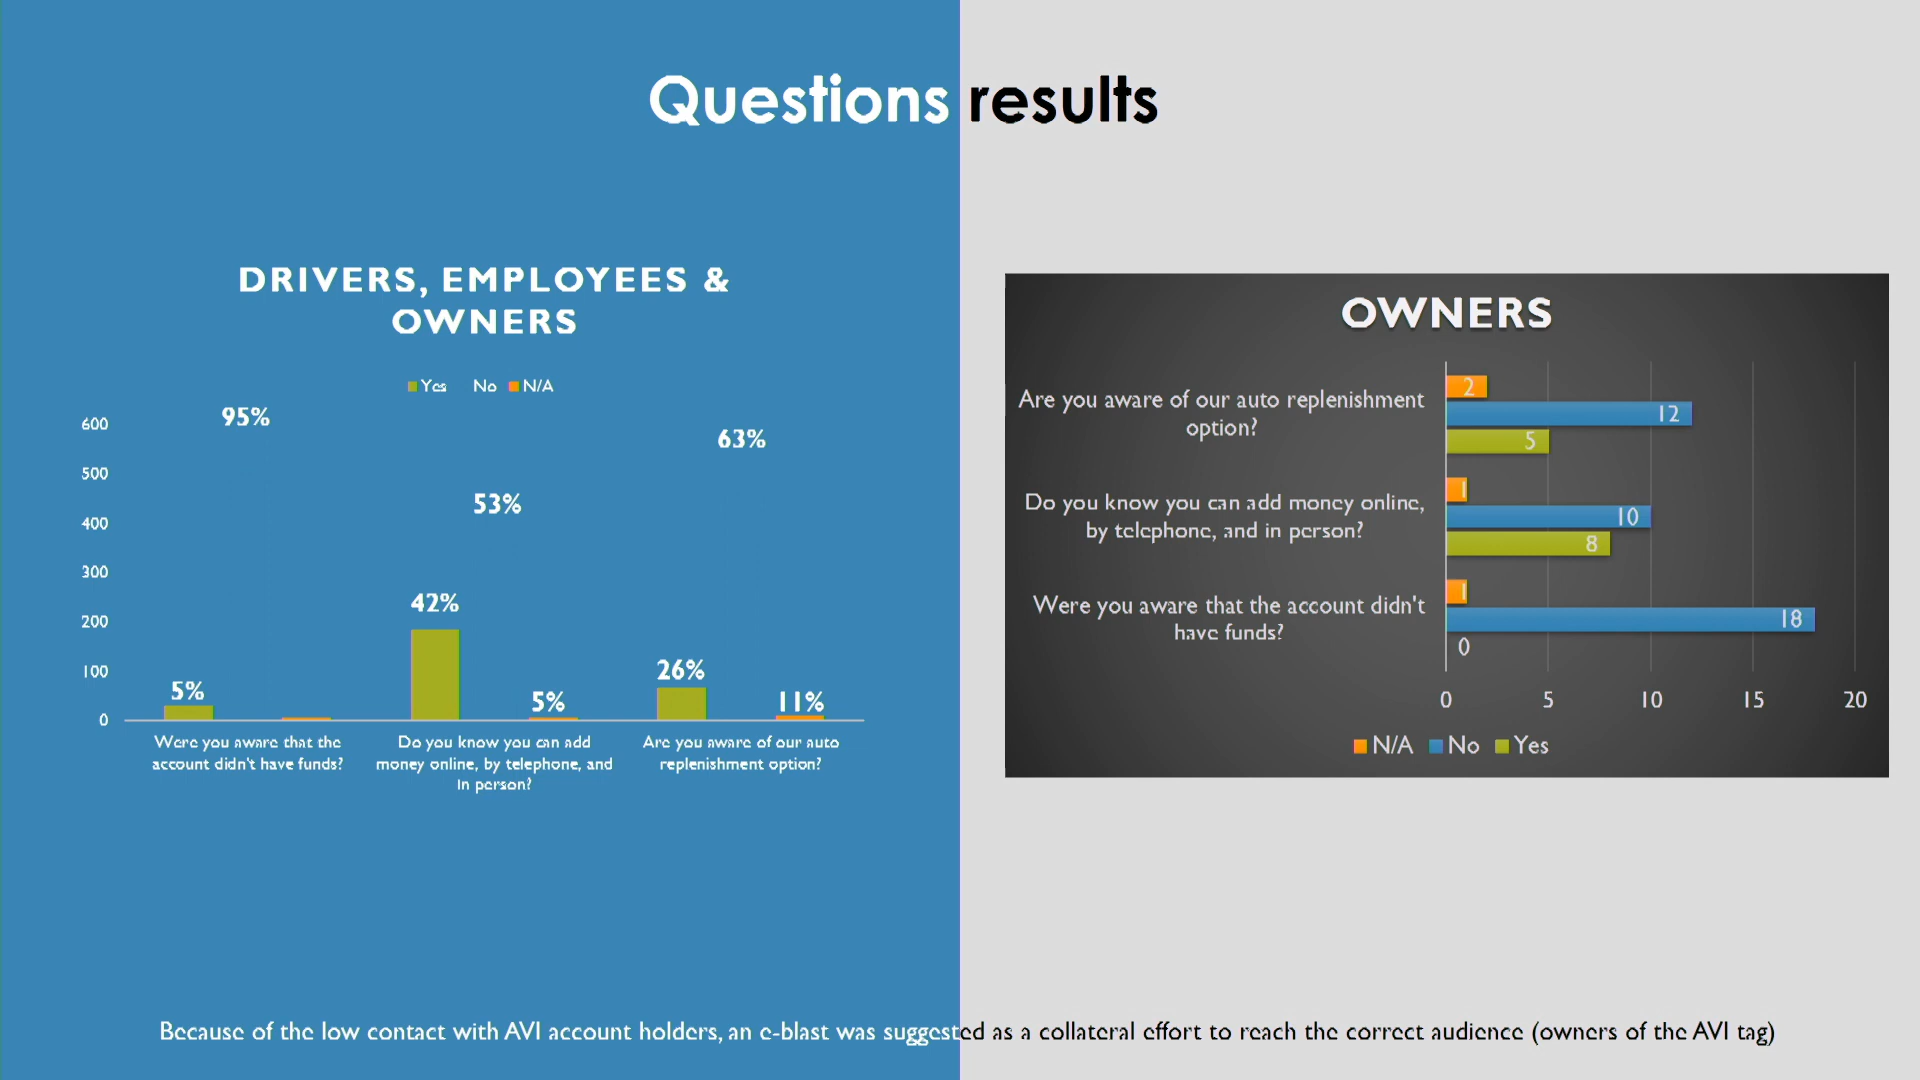 Questions results
DRIVERS, EMPLOYEES &
OWNERS
Yes No N/A
600
500
400
300
200
100
0
95%
63%
53%
42%
26%
5%
5%
11%
Were you aware that the
account didn't have funds?
Do you know you can add
money online, by telephone, and
in person?
Are you aware of our auto
replenishment option?
OWNERS
Are you aware of our auto replenishment
option?
2
12
5
Do you know you can add money online,
by telephone, and in person?
1
10
8
Were you aware that the account didn't
have funds?
1
18
0
0 5 10 15 20
N/A No Yes
Because of the low contact with AVI account holders, an e-blast was suggested as a collateral effort to reach the correct audience (owners of the AVI tag)